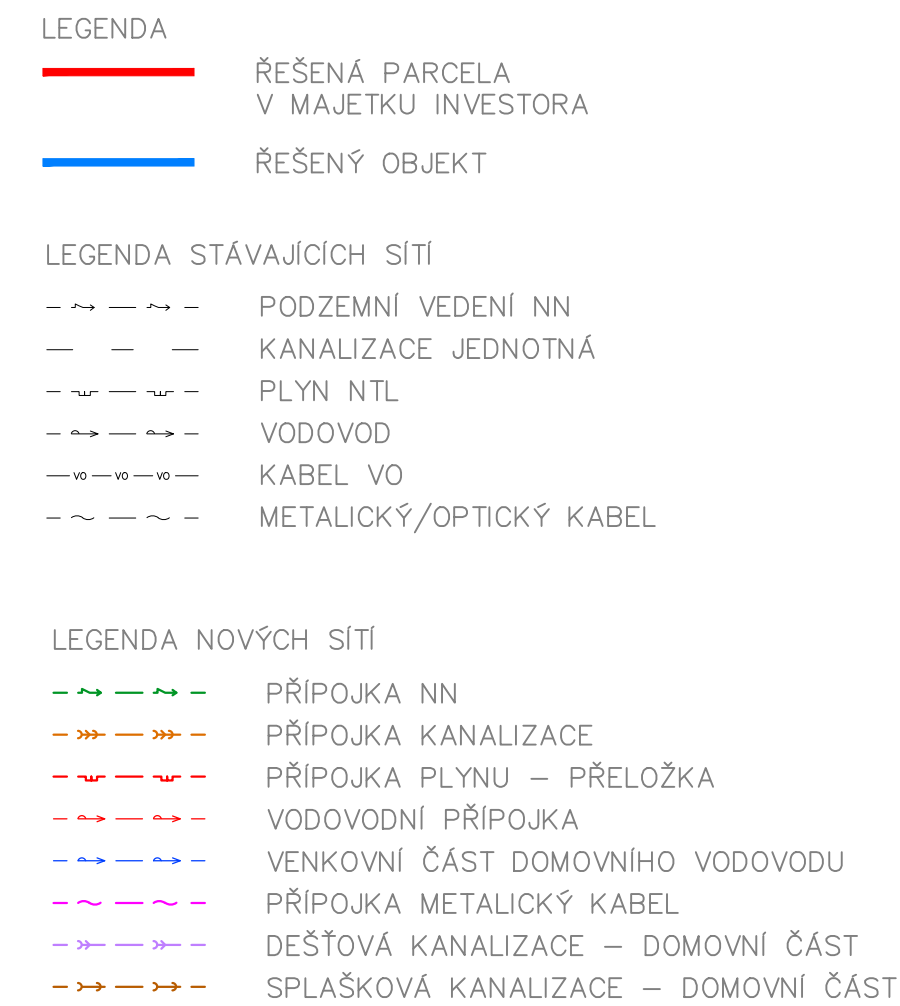 LEGENDA
ŘEŠENÁ PARCELA
V MAJETKU INVESTORA
ŘEŠENÝ OBJEKT
LEGENDA STÁVAJÍCÍCH SÍTÍ
PODZEMNÍ VEDENÍ NN
KANALIZACE JEDNOTNÁ
PLYN NTL
VODOVOD
VO VO VO KABEL VO
METALICKÝ/OPTICKÝ KABEL
LEGENDA NOVÝCH SÍTÍ
PŘÍPOJKA NN
PŘÍPOJKA KANALIZACE
PŘÍPOJKA PLYNU – PŘELOŽKA
VODOVODNÍ PŘÍPOJKA
VENKOVNÍ ČÁST DOMOVNÍHO VODOVODU
PŘÍPOJKA METALICKÝ KABEL
DEŠŤOVÁ KANALIZACE – DOMOVNÍ ČÁST
SPLAŠKOVÁ KANALIZACE – DOMOVNÍ ČÁST